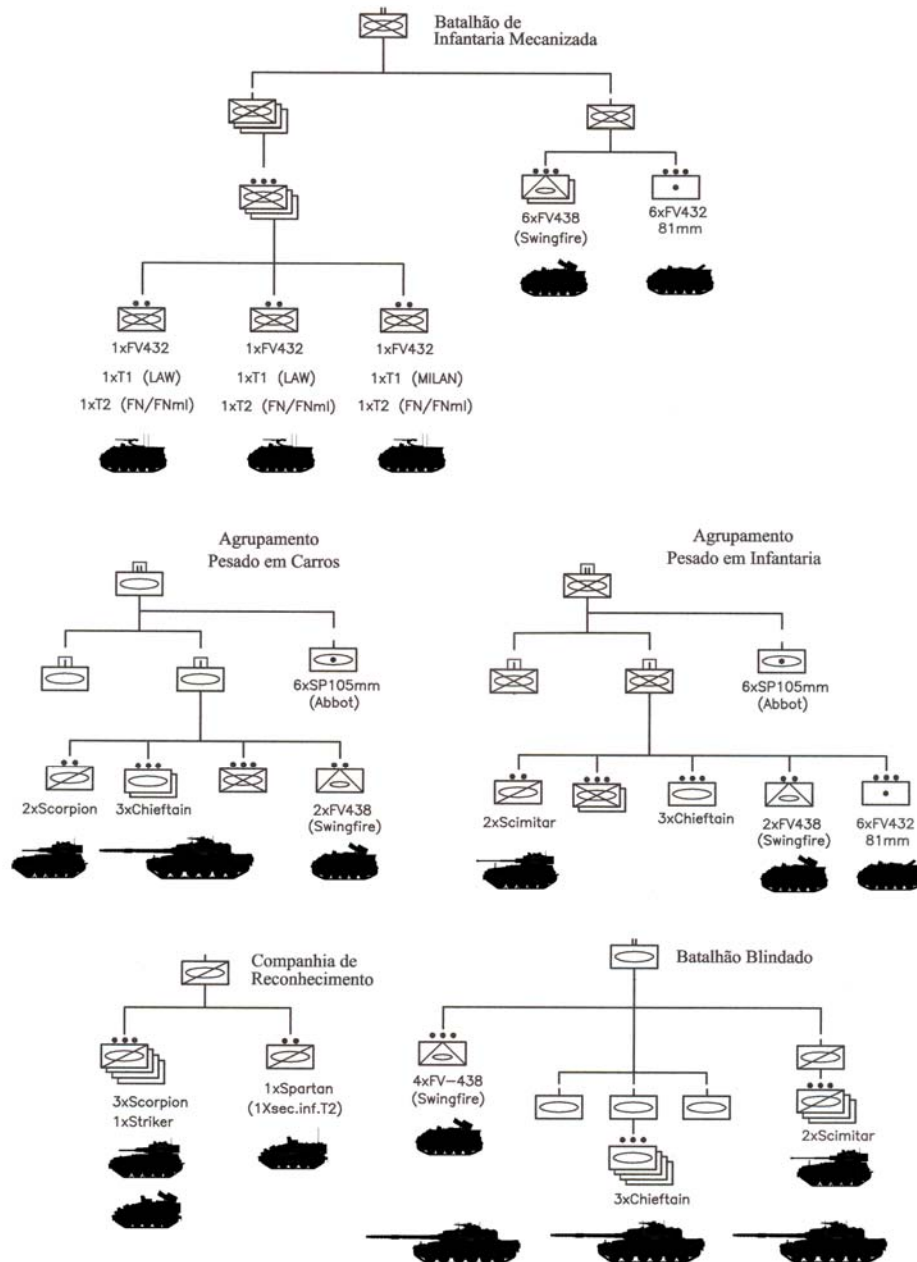 Batalhão de
Infantaria Mecanizada
6xFV438
(Swingfire)
6xFV432
81mm
1xFV432
1xT1 (LAW)
1xT2 (FN/FNml)
1xFV432
1xT1 (LAW)
1xT2 (FN/FNml)
1xFV432
1xT1 (MILAN)
1xT2 (FN/FNml)
Agrupamento
Pesado em Carros
6xSP105mm
(Abbot)
2xScorpion
3xChieftain
2xFV438
(Swingfire)
Agrupamento
Pesado em Infantaria
6xSP105mm
(Abbot)
2xScimitar
3xChieftain
2xFV438
(Swingfire)
6xFV432
81mm
Companhia de
Reconhecimento
3xScorpion
1xStriker
1xSpartan
(1Xsec.inf.T2)
Batalhão Blindado
4xFV-438
(Swingfire)
3xChieftain
2xScimitar